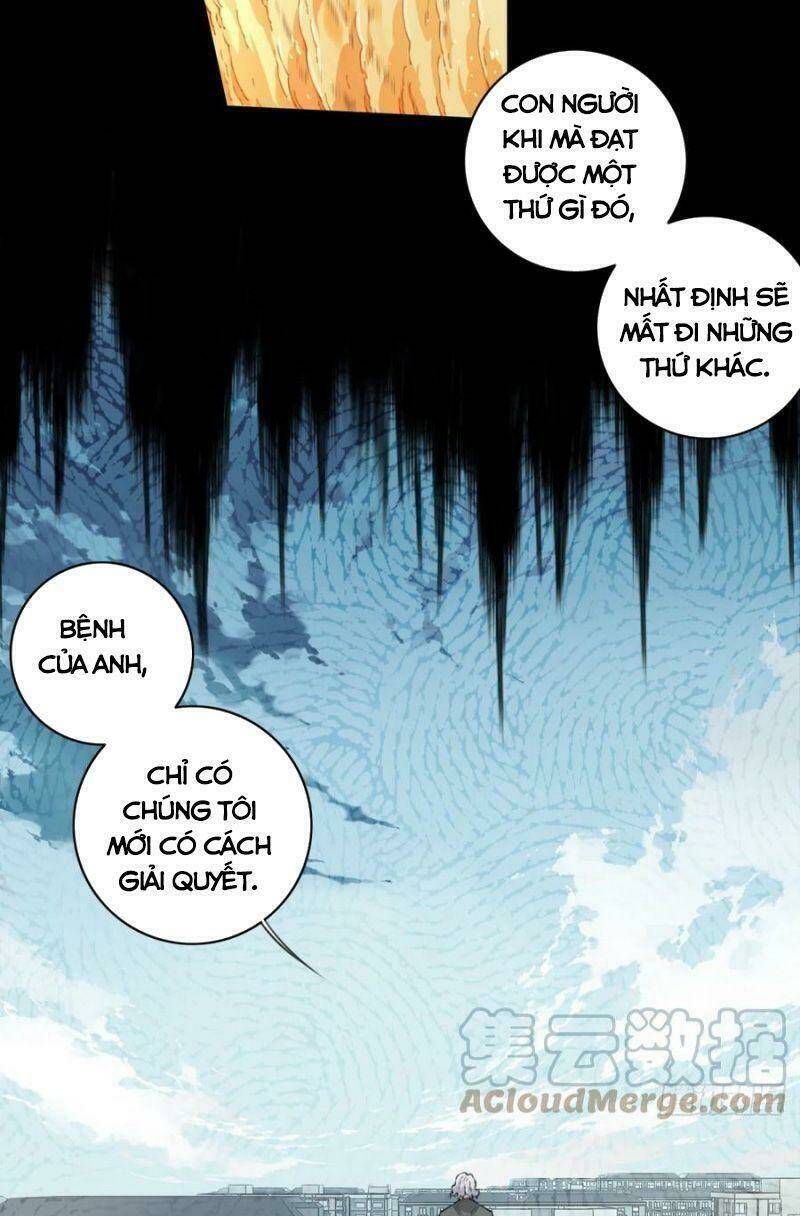 CON NGƯỜI
KHI MÀ ĐẠT
ĐƯỢC MỘT
THỨ GÌ ĐÓ,
NHẤT ĐỊNH SẼ
MẤT ĐI NHỮNG
THỨ KHÁC.
BỆNH
CỦA ANH,
CHỈ CÓ
CHÚNG TÔI
MỚI CÓ CÁCH
GIẢI QUYẾT.
集云数据
ACloudMerge.com